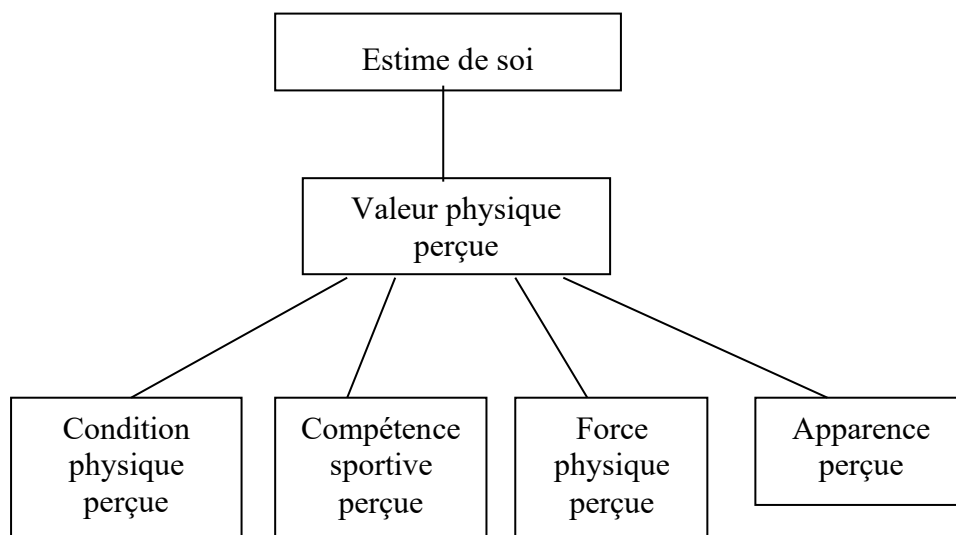 Estime de soi
Valeur physique
perçue
Condition
physique
perçue
Compétence
sportive
perçue
Force
physique
perçue
Apparence
perçue